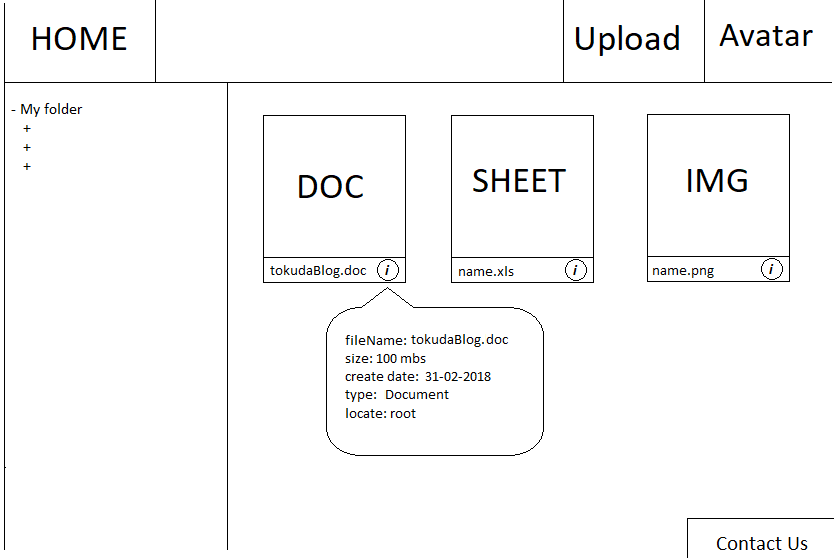 HOME
Upload
Avatar
- My folder
+
+
+
DOC
SHEET
IMG
tokudaBlog.doc i
name.xls i
name.png i
fileName: tokudaBlog.doc
size: 100 mbs
create date: 31-02-2018
type: Document
locate: root
Contact Us